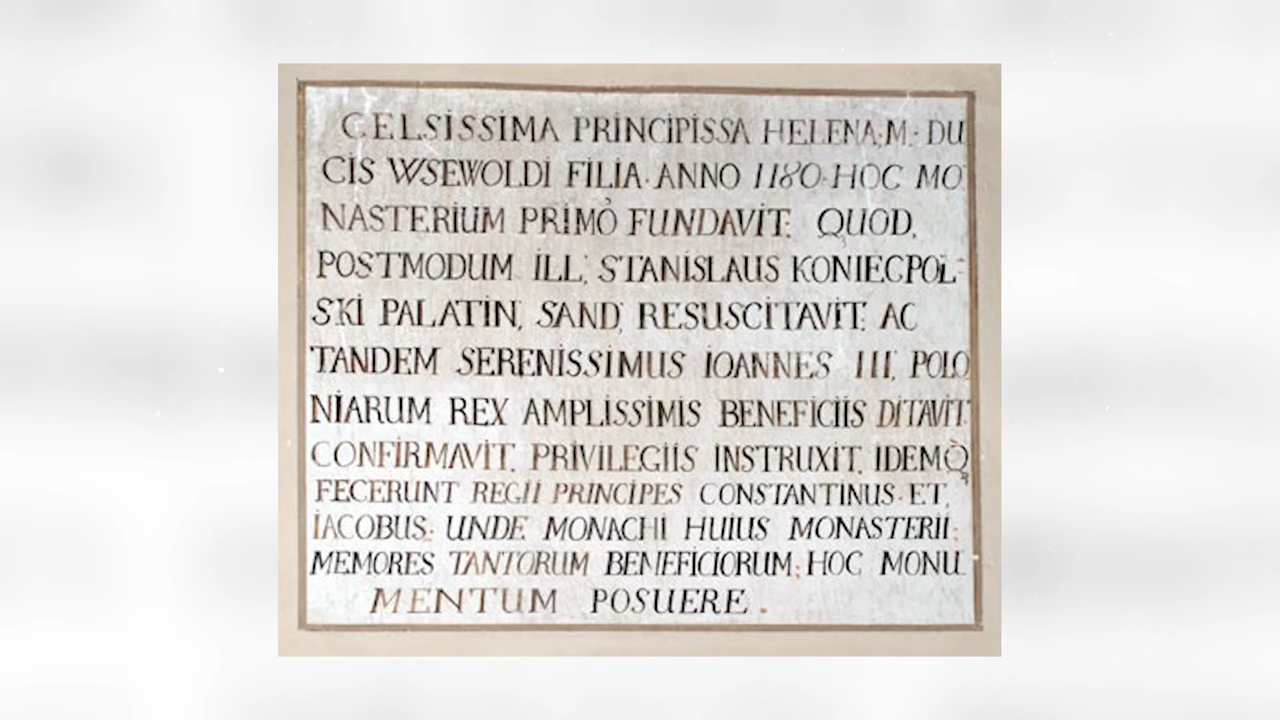 CELSISSIMA PRINCIPISSA HELENA: M: DU
CIS WSEWOLDI FILIA· ANNO 1180· HOC MO
NASTERIUM PRIMÒ FUNDAVIT: QUOD,
POSTMODUM ILL, STANISLAUS KONIECPOL-
SKI PALATIN, SAND, RESUSCITAVIT: AC
TANDEM SERENISSIMUS IOANNES III, POLO
NIARUM REX AMPLISSIMIS BENEFICIIS DITAVIT·
CONFIRMAVIT, PRIVILEGIIS INSTRUXIT, IDEMQ̀
FECERUNT REGII PRINCIPES CONSTANTINUS· ET,
IACOBUS: UNDE MONACHI HUIUS MONASTERII;
MEMORES TANTORUM BENEFICIORUM; HOC MONU
MENTUM POSUERE .